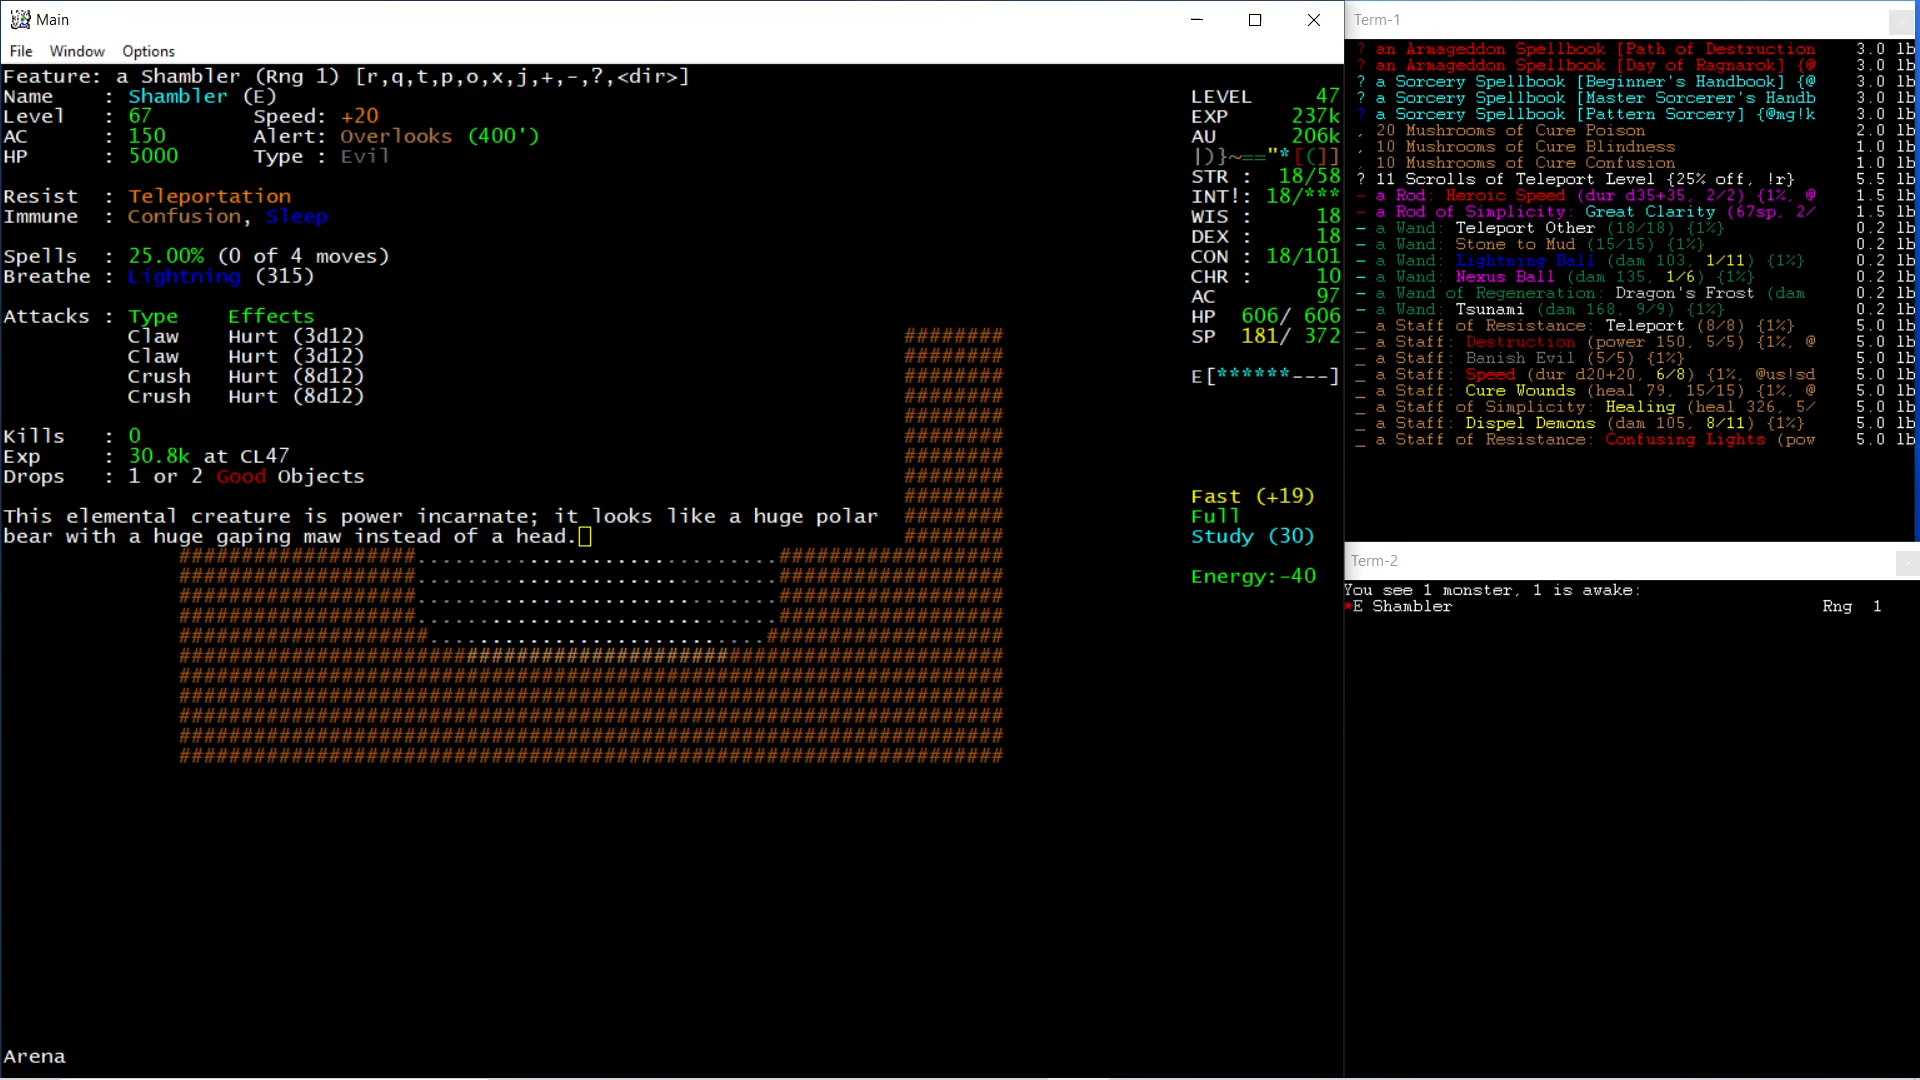 Main
File Window Options
Feature: a Shambler (Rng 1) [r,q,t,p,o,x,j,+,-,?,<dir>]
Name : Shambler (E)
Level : 67 Speed: +20
AC : 150 Alert: Overlooks (400')
HP : 5000 Type : Evil
Resist : Teleportation
Immune : Confusion, Sleep
Spells : 25.00% (0 of 4 moves)
Breathe : Lightning (315)
Attacks : Type Effects
Claw Hurt (3d12)
Claw Hurt (3d12)
Crush Hurt (8d12)
Crush Hurt (8d12)
Kills : 0
Exp : 30.8k at CL47
Drops : 1 or 2 Good Objects
This elemental creature is power incarnate; it looks like a huge polar
bear with a huge gaping maw instead of a head.
Arena
LEVEL 47
EXP 237k
AU 206k
|)}~=="*[(]]
STR : 18/58
INT!: 18/***
WIS : 18
DEX : 18
CON : 18/101
CHR : 10
AC 97
HP 606/ 606
SP 181/ 372
E[******---]
Fast (+19)
Full
Study (30)
Energy:-40
Term-1
? an Armageddon Spellbook [Path of Destruction 3.0 lb
? an Armageddon Spellbook [Day of Ragnarok] {@ 3.0 lb
? a Sorcery Spellbook [Beginner's Handbook] {@ 3.0 lb
? a Sorcery Spellbook [Master Sorcerer's Handb 3.0 lb
? a Sorcery Spellbook [Pattern Sorcery] {@mg!k 3.0 lb
, 20 Mushrooms of Cure Poison 2.0 lb
, 10 Mushrooms of Cure Blindness 1.0 lb
, 10 Mushrooms of Cure Confusion 1.0 lb
? 11 Scrolls of Teleport Level {25% off, !r} 5.5 lb
- a Rod: Heroic Speed (dur d35+35, 2/2) {1%, @ 1.5 lb
- a Rod of Simplicity: Great Clarity (67sp, 2/ 1.5 lb
- a Wand: Teleport Other (18/18) {1%} 0.2 lb
- a Wand: Stone to Mud (15/15) {1%} 0.2 lb
- a Wand: Lightning Ball (dam 103, 1/11) {1%} 0.2 lb
- a Wand: Nexus Ball (dam 135, 1/6) {1%} 0.2 lb
- a Wand of Regeneration: Dragon's Frost (dam 0.2 lb
- a Wand: Tsunami (dam 168, 9/9) {1%} 0.2 lb
_ a Staff of Resistance: Teleport (8/8) {1%} 5.0 lb
_ a Staff: Destruction (power 150, 5/5) {1%, @ 5.0 lb
_ a Staff: Banish Evil (5/5) {1%} 5.0 lb
_ a Staff: Speed (dur d20+20, 6/8) {1%, @us!sd 5.0 lb
_ a Staff: Cure Wounds (heal 79, 15/15) {1%, @ 5.0 lb
_ a Staff of Simplicity: Healing (heal 326, 5/ 5.0 lb
_ a Staff: Dispel Demons (dam 105, 8/11) {1%} 5.0 lb
_ a Staff of Resistance: Confusing Lights (pow 5.0 lb
Term-2
You see 1 monster, 1 is awake:
*E Shambler Rng 1